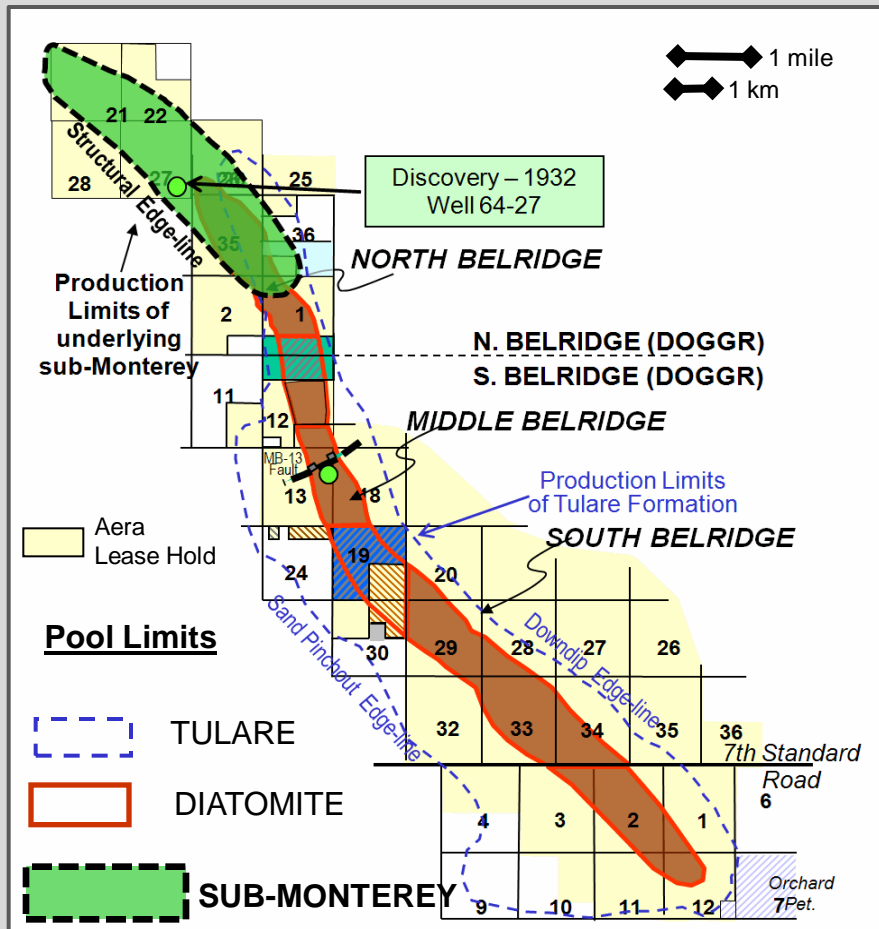 1 mile
1 km
21 22
28 27 26 25
Structural Edge-line
Discovery – 1932
Well 64-27
35 36
NORTH BELRIDGE
Production
Limits of
underlying
sub-Monterey
2 1
N. BELRIDGE (DOGGR)
S. BELRIDGE (DOGGR)
11 12
MIDDLE BELRIDGE
MB-13
Fault
13 18
Production Limits
of Tulare Formation
SOUTH BELRIDGE
Aera
Lease Hold
24 19 20
Sand Pinchout Edge-line
Downdip Edge-line
Pool Limits
30 29 28 27 26
32 33 34 35 36
7th Standard
Road
TULARE
DIATOMITE
SUB-MONTEREY
4 3 2 1 6
9 10 11 12 7
Orchard
Pet.